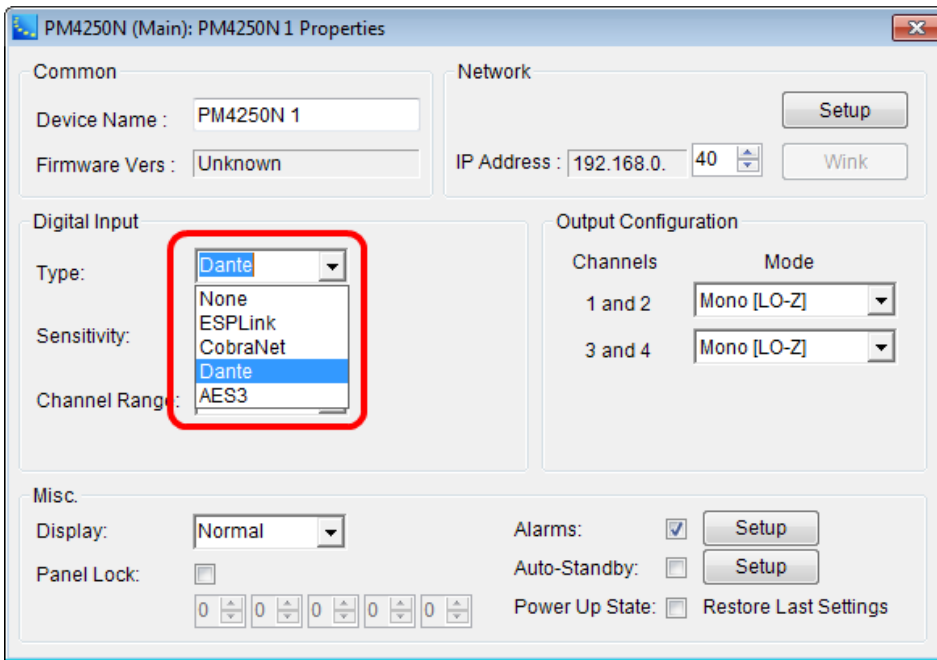 PM4250N (Main): PM4250N 1 Properties
Common
Device Name : PM4250N 1
Firmware Vers : Unknown
Network
Setup
IP Address : 192.168.0. 40 Wink
Digital Input
Type: Dante
None
ESPLink
CobraNet
Dante
AES3
Sensitivity:
Channel Range:
Output Configuration
Channels Mode
1 and 2 Mono [LO-Z]
3 and 4 Mono [LO-Z]
Misc.
Display: Normal
Panel Lock:
0 0 0 0 0
Alarms: Setup
Auto-Standby: Setup
Power Up State: Restore Last Settings